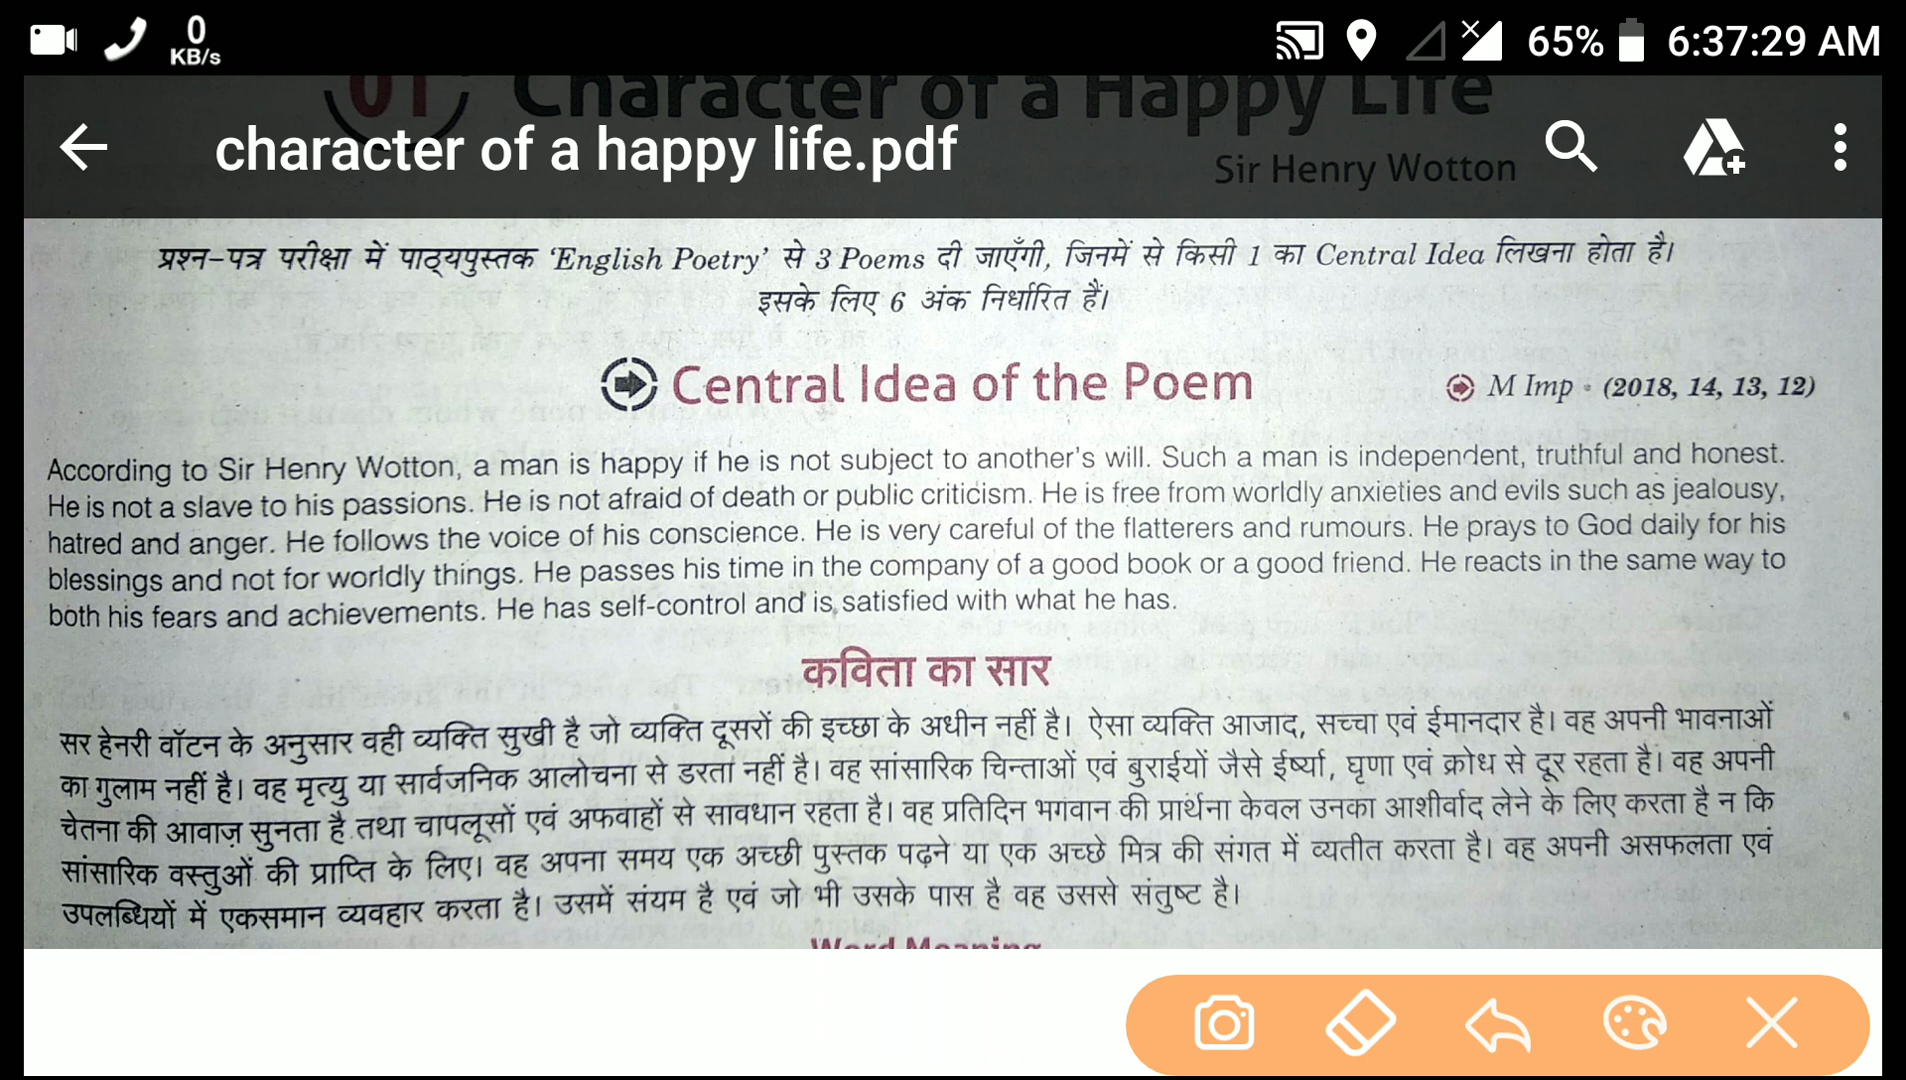 0
KB/s
65%
6:37:29 AM
01 Character of a Happy Life
character of a happy life.pdf
Sir Henry Wotton
प्रश्न-पत्र परीक्षा में पाठ्यपुस्तक ‘English Poetry’ से 3 Poems दी जाएँगी, जिनमें से किसी 1 का Central Idea लिखना होता है।
इसके लिए 6 अंक निर्धारित हैं।
Central Idea of the Poem
M Imp • (2018, 14, 13, 12)
According to Sir Henry Wotton, a man is happy if he is not subject to another’s will. Such a man is independent, truthful and honest.
He is not a slave to his passions. He is not afraid of death or public criticism. He is free from worldly anxieties and evils such as jealousy,
hatred and anger. He follows the voice of his conscience. He is very careful of the flatterers and rumours. He prays to God daily for his
blessings and not for worldly things. He passes his time in the company of a good book or a good friend. He reacts in the same way to
both his fears and achievements. He has self-control and is satisfied with what he has.
कविता का सार
सर हेनरी वॉटन के अनुसार वही व्यक्ति सुखी है जो व्यक्ति दूसरों की इच्छा के अधीन नहीं है। ऐसा व्यक्ति आजाद, सच्चा एवं ईमानदार है। वह अपनी भावनाओं
का गुलाम नहीं है। वह मृत्यु या सार्वजनिक आलोचना से डरता नहीं है। वह सांसारिक चिन्ताओं एवं बुराईयों जैसे ईर्ष्या, घृणा एवं क्रोध से दूर रहता है। वह अपनी
चेतना की आवाज़ सुनता है तथा चापलूसों एवं अफवाहों से सावधान रहता है। वह प्रतिदिन भगवान की प्रार्थना केवल उनका आशीर्वाद लेने के लिए करता है न कि
सांसारिक वस्तुओं की प्राप्ति के लिए। वह अपना समय एक अच्छी पुस्तक पढ़ने या एक अच्छे मित्र की संगत में व्यतीत करता है। वह अपनी असफलता एवं
उपलब्धियों में एकसमान व्यवहार करता है। उसमें संयम है एवं जो भी उसके पास है वह उससे संतुष्ट है।
Word Meaning